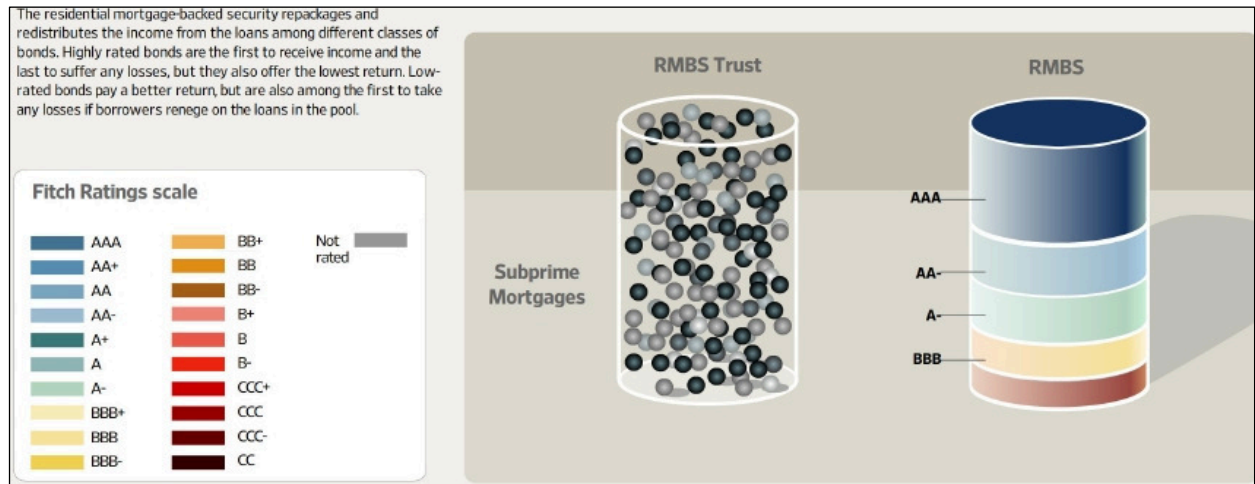 The residential mortgage-backed security repackages and
redistributes the income from the loans among different classes of
bonds. Highly rated bonds are the first to receive income and the
last to suffer any losses, but they also offer the lowest return. Low-
rated bonds pay a better return, but are also among the first to take
any losses if borrowers renege on the loans in the pool.
Fitch Ratings scale
AAA
AA+
AA
AA-
A+
A
A-
BBB+
BBB
BBB-
BB+
BB
BB-
B+
B
B-
CCC+
CCC
CCC-
CC
Not
rated
RMBS Trust
Subprime
Mortgages
RMBS
AAA
AA-
A-
BBB